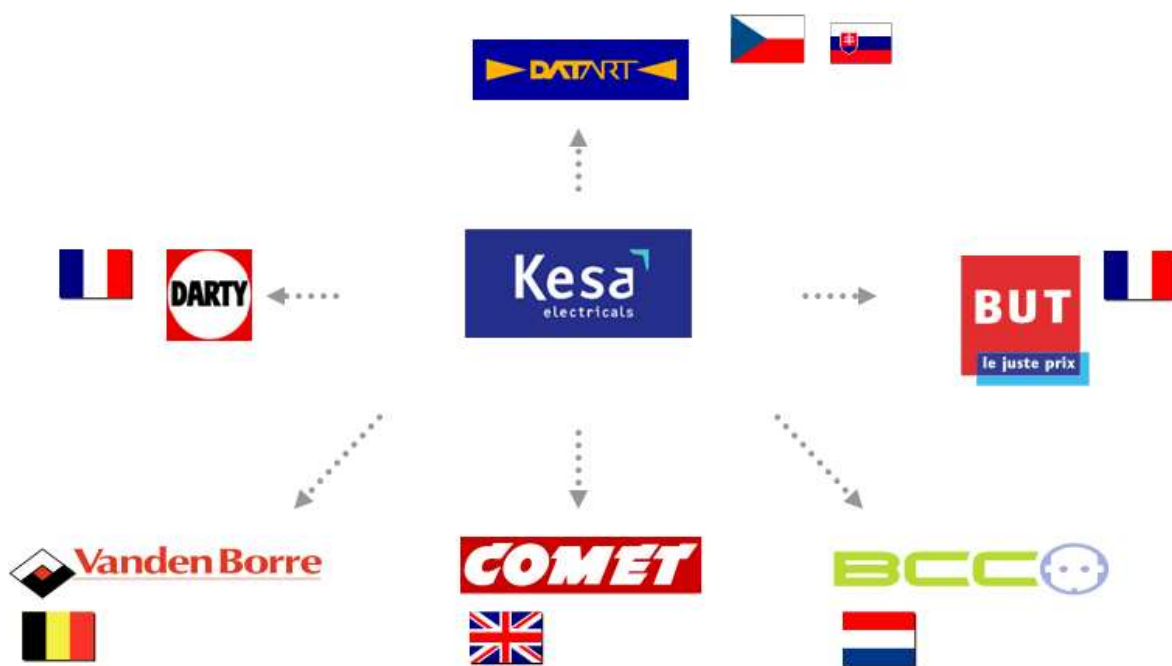 DATART
DARTY
Kesa
electricals
BUT
le juste prix
Vanden Borre
COMET
BCC